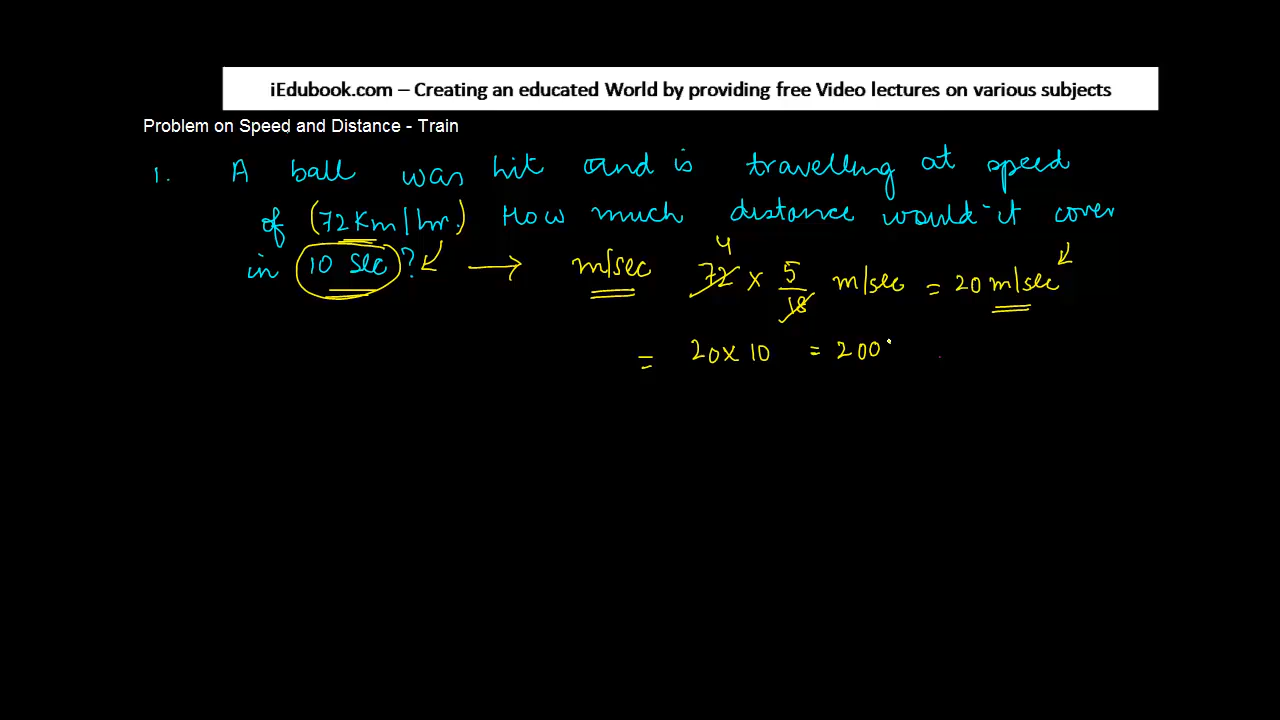 iEdubook.com – Creating an educated World by providing free Video lectures on various subjects
Problem on Speed and Distance - Train
1. A ball was hit and is travelling at speed
of (72Km/hr.) How much distance would it cover
in 10 sec? → m/sec 72 4 × 5/18 m/sec = 20 m/sec
= 20 × 10 = 200